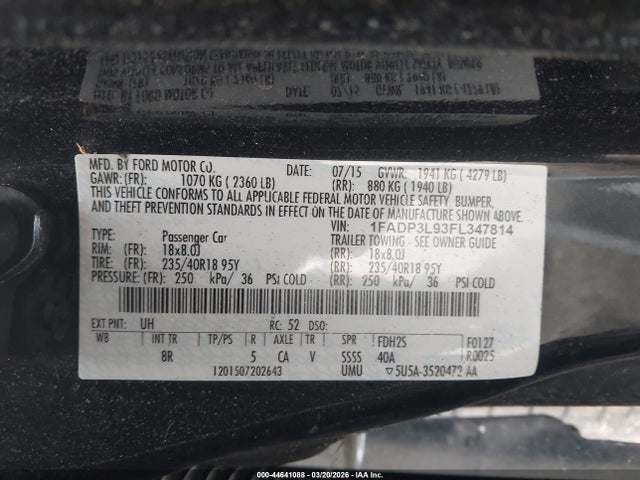 MFD. BY FORD MOTOR CO.
DATE: 07/15 GVWR: 1941 KG ( 4279 LB)
GAWR: (FR): 1070 KG ( 2360 LB) (RR): 880 KG ( 1940 LB)
THIS VEHICLE CONFORMS TO ALL APPLICABLE FEDERAL MOTOR VEHICLE SAFETY, BUMPER,
AND THEFT PREVENTION STANDARDS IN EFFECT ON THE DATE OF MANUFACTURE SHOWN ABOVE.
VIN: 1FADP3L93FL347814
TYPE: Passenger Car TRAILER TOWING - SEE OWNER GUIDE
RIM: 18x8.0J (RR): 18x8.0J
TIRE: (FR): 235/40R18 95Y (RR): 235/40R18 95Y
PRESSURE: (FR): 250 kPa/ 36 PSI COLD (RR): 250 kPa/ 36 PSI COLD
EXT PNT: UH RC: 52 DSO:
WB INT TR TP/PS R AXLE TR SPR FDH2S F0127
8R 5 CA V SSSS 40A R0025
1201507202643 UMU ▽5U5A-3520472 AA
000-44641088 - 03/20/2026 - IAA Inc.